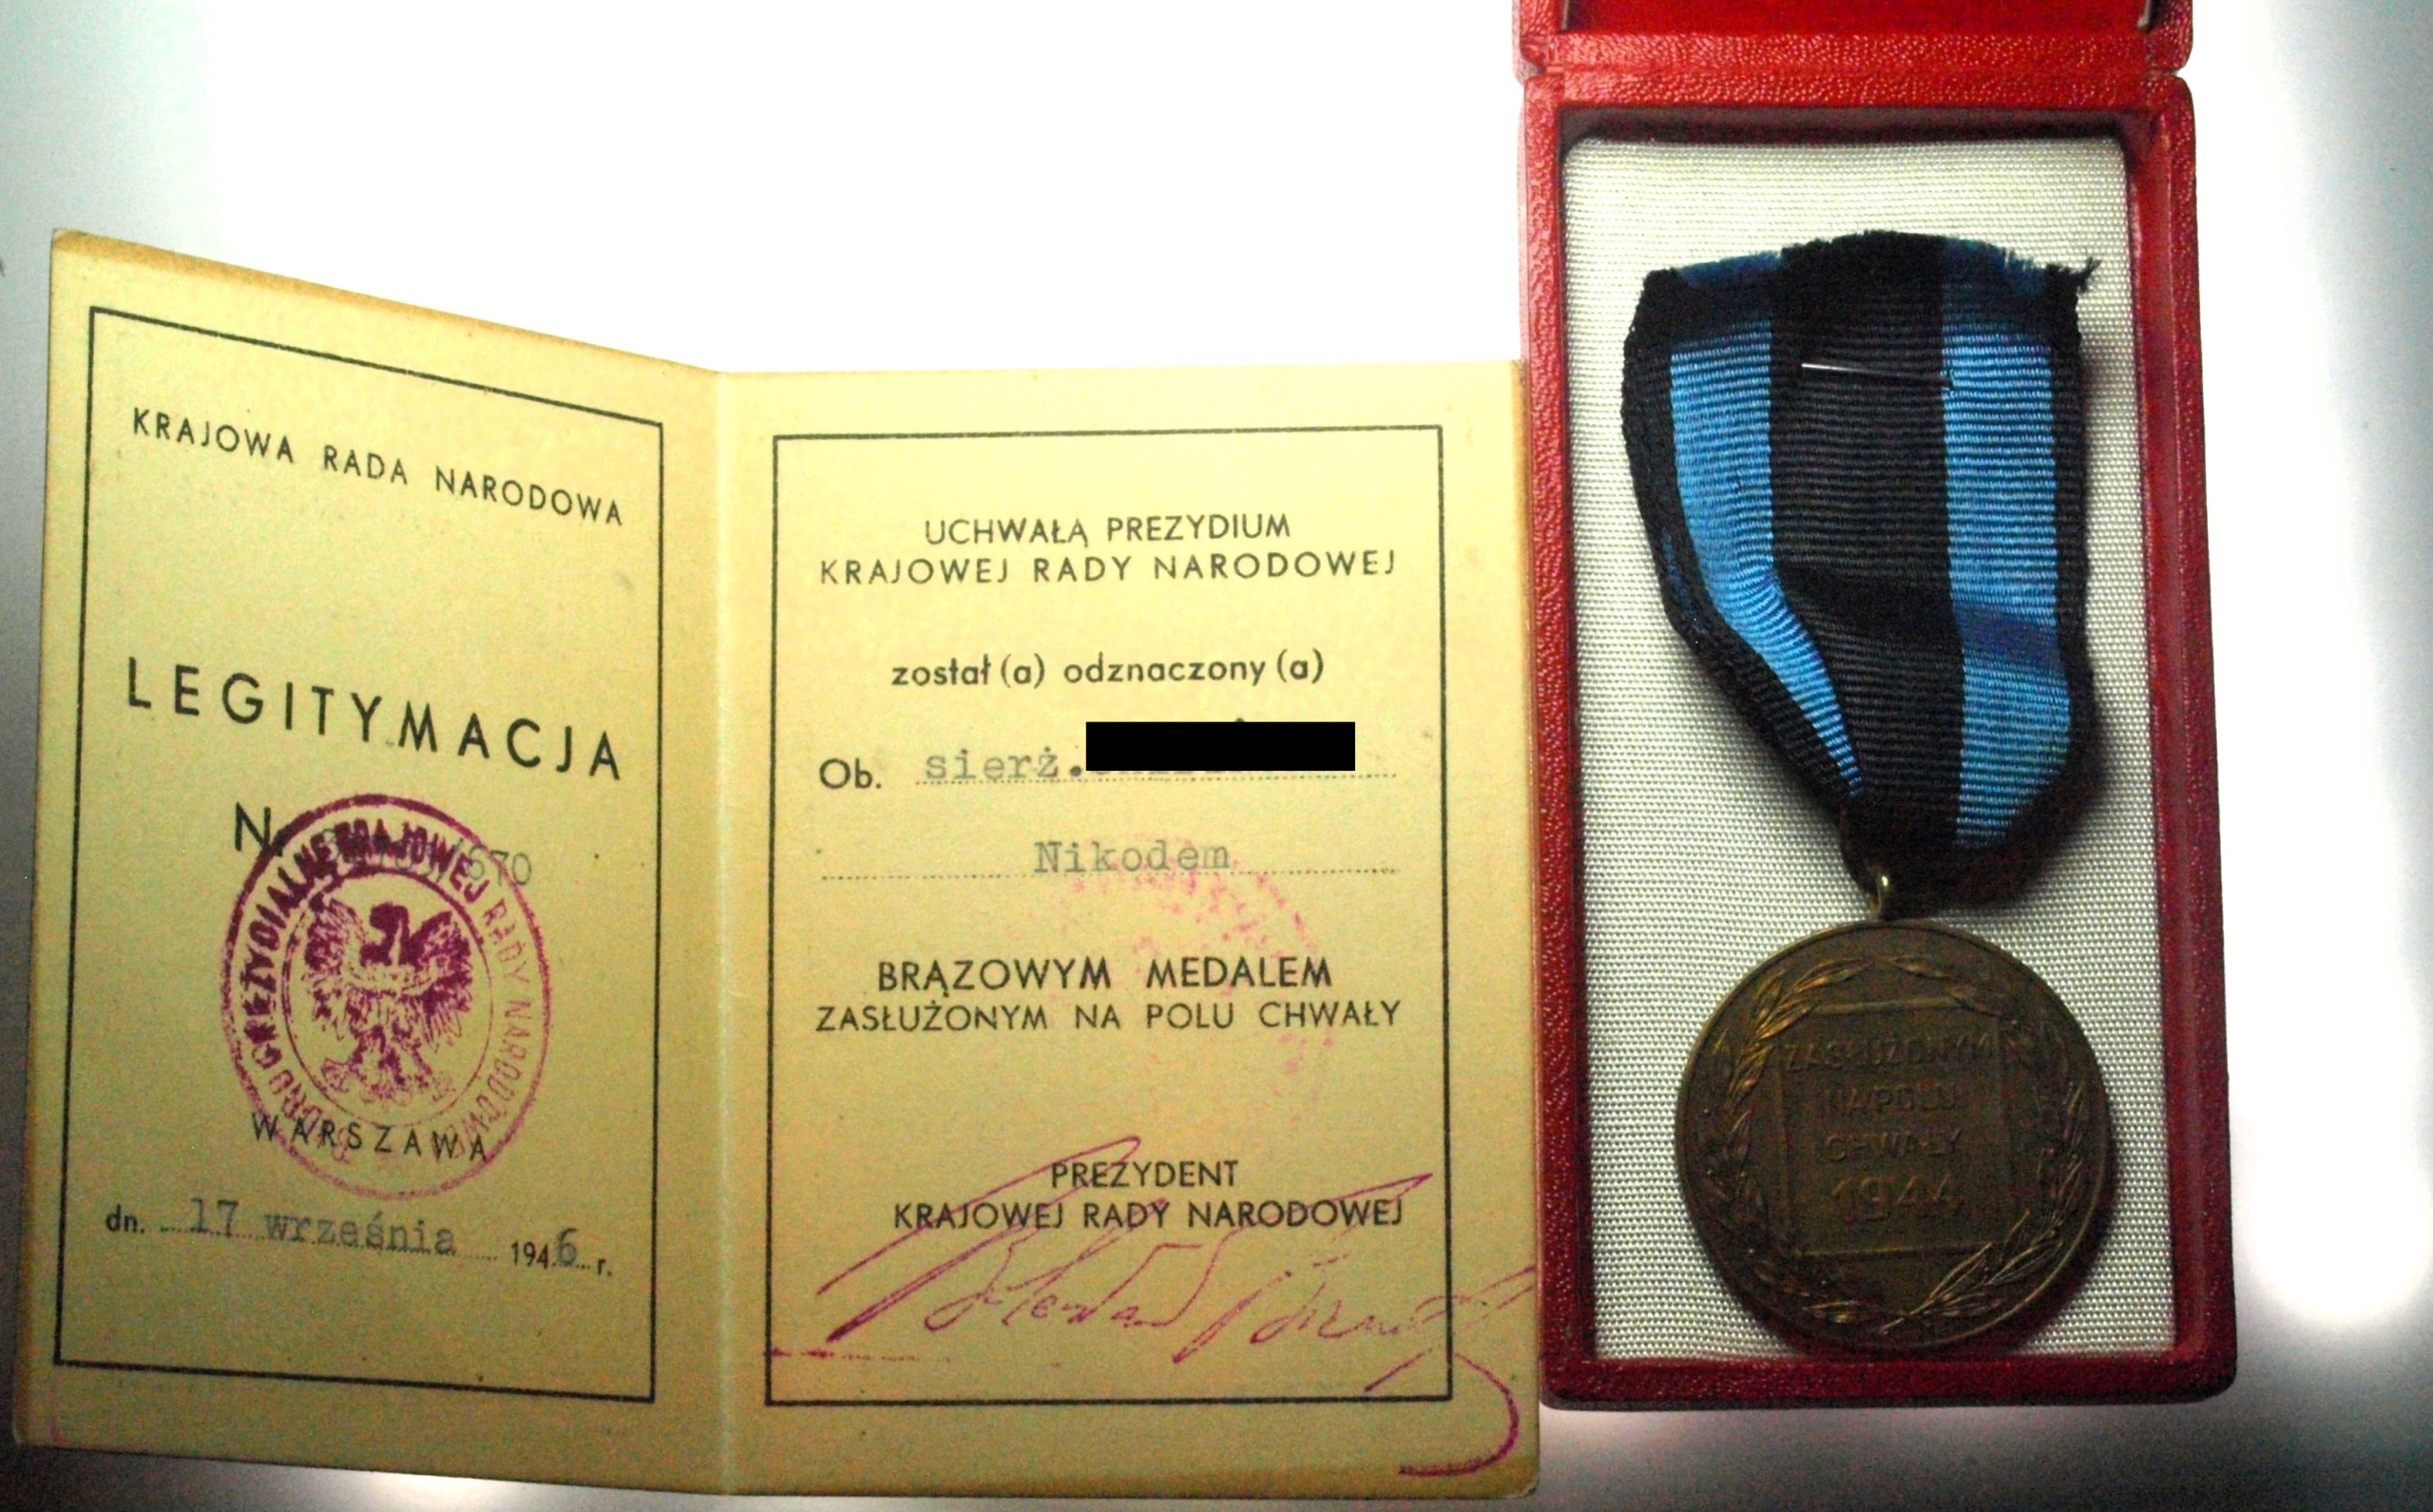 KRAJOWA RADA NARODOWA
LEGITYMACJA
N
WARSZAWA
dn. 17 września 1946 r.
UCHWAŁĄ PREZYDIUM
KRAJOWEJ RADY NARODOWEJ
został (a) odznaczony (a)
Ob. sierż.
Nikodem
BRĄZOWYM MEDALEM
ZASŁUŻONYM NA POLU CHWAŁY
PREZYDENT
KRAJOWEJ RADY NARODOWEJ
ZASŁUŻONYM
NA POLU
CHWAŁY
1944